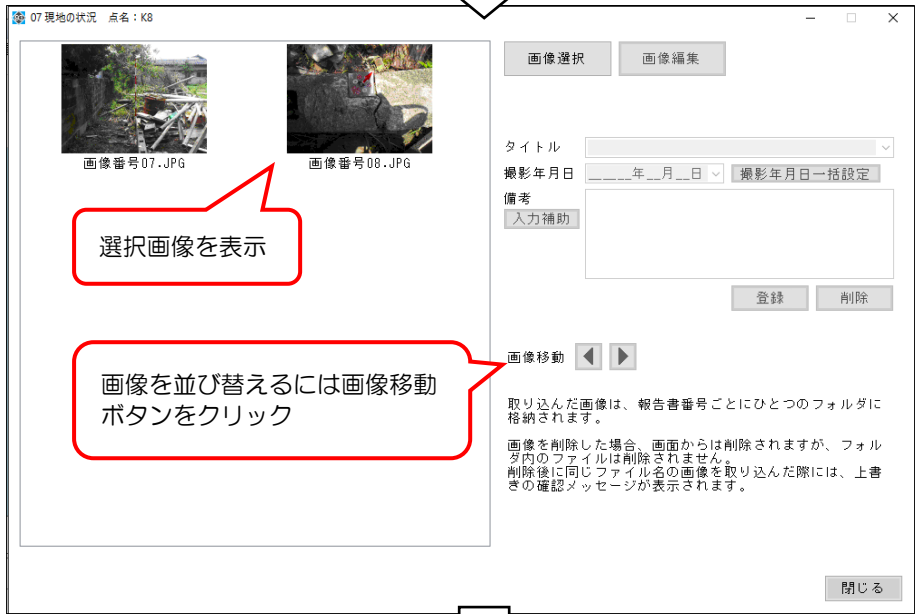 07 現地の状況 点名：K8
画像番号07.JPG
画像番号08.JPG
選択画像を表示
画像を並び替えるには画像移動
ボタンをクリック
画像選択
画像編集
タイトル
撮影年月日 ____年__月__日 撮影年月日一括設定
備考
入力補助
登録
削除
画像移動
取り込んだ画像は、報告書番号ごとにひとつのフォルダに
格納されます。
画像を削除した場合、画面からは削除されますが、フォル
ダ内のファイルは削除されません。
削除後に同じファイル名の画像を取り込んだ際には、上書
きの確認メッセージが表示されます。
閉じる